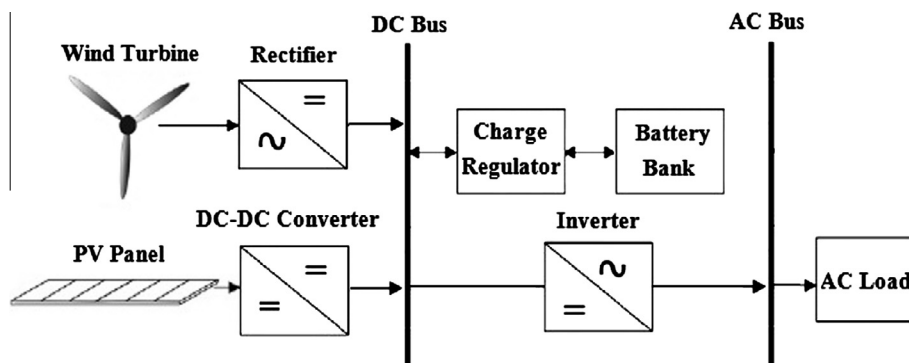 DC Bus
AC Bus
Wind Turbine
Rectifier
Charge
Regulator
Battery
Bank
DC-DC Converter
Inverter
PV Panel
AC Load